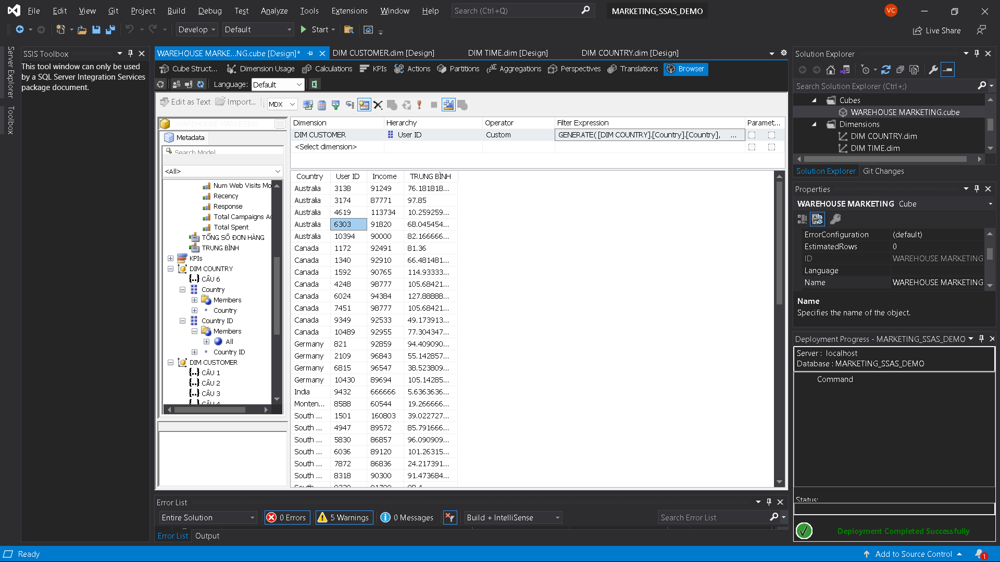 File Edit View Git Project Build Debug Test Analyze Tools Extensions Window Help Search (Ctrl+Q) MARKETING_SSAS_DEMO VC
Develop Default Start Live Share
Server Explorer
Toolbox
SSIS Toolbox
This tool window can only be used
by a SQL Server Integration Services
package document.
WAREHOUSE MARKE...NG.cube [Design]* DIM CUSTOMER.dim [Design] DIM TIME.dim [Design] DIM COUNTRY.dim [Design]
Cube Struct... Dimension Usage Calculations KPIs Actions Partitions Aggregations Perspectives Translations Browser
Language: Default
Edit as Text Import... MDX
WAREHOUSE MARKETING
Metadata
Search Model
<All>
Num Web Visits Mo
Recency
Response
Total Campaigns Ac
Total Spent
TỔNG SỐ ĐƠN HÀNG
TRUNG BÌNH
KPIs
DIM COUNTRY
CÂU 6
Country
Members
Country
Country ID
Members
All
Country ID
DIM CUSTOMER
CÂU 1
CÂU 2
CÂU 3
CÂU 4
Dimension Hierarchy Operator Filter Expression Paramet...
DIM CUSTOMER User ID Custom GENERATE( [DIM COUNTRY].[Country].[Country], ...
<Select dimension>
Country User ID Income TRUNG BÌNH
Australia 3138 91249 76.181818...
Australia 3174 87771 97.85
Australia 4619 113734 10.259259...
Australia 6303 91820 68.045454...
Australia 10394 90000 82.166666...
Canada 1172 92491 81.36
Canada 1340 92910 66.481481...
Canada 1592 90765 114.93333...
Canada 4248 98777 105.68421...
Canada 6024 94384 127.88888...
Canada 7451 98777 105.68421...
Canada 9349 92533 49.173913...
Canada 10489 92955 77.304347...
Germany 821 92859 94.409090...
Germany 2109 96843 55.142857...
Germany 6815 96547 38.523809...
Germany 10430 89694 105.14285...
India 9432 666666 5.6363636...
Monten... 8588 60544 19.266666...
South ... 1501 160803 39.022727...
South ... 4947 89572 85.791666...
South ... 5830 86857 96.090909...
South ... 6036 89120 101.26315...
South ... 7872 86836 24.217391...
South ... 8318 90300 91.473684...
Error List
Entire Solution 0 Errors 5 Warnings 0 Messages Build + IntelliSense Search Error List
Error List Output
Solution Explorer
Search Solution Explorer (Ctrl+;)
Cubes
WAREHOUSE MARKETING.cube
Dimensions
DIM COUNTRY.dim
DIM TIME.dim
Solution Explorer Git Changes
Properties
WAREHOUSE MARKETING Cube
ErrorConfiguration (default)
EstimatedRows 0
ID WAREHOUSE MARKETING
Language
Name WAREHOUSE MARKETING
Name
Specifies the name of the object.
Deployment Progress - MARKETING_SSAS_DEMO
Server : localhost
Database : MARKETING_SSAS_DEMO
Command
Status:
Deployment Completed Successfully
Ready Add to Source Control 1